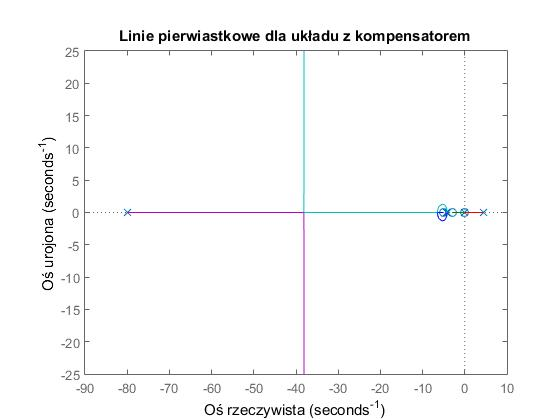 Linie pierwiastkowe dla układu z kompensatorem
25
20
15
10
5
0
-5
-10
-15
-20
-25
Oś urojona (seconds⁻¹)
-90 -80 -70 -60 -50 -40 -30 -20 -10 0 10
Oś rzeczywista (seconds⁻¹)